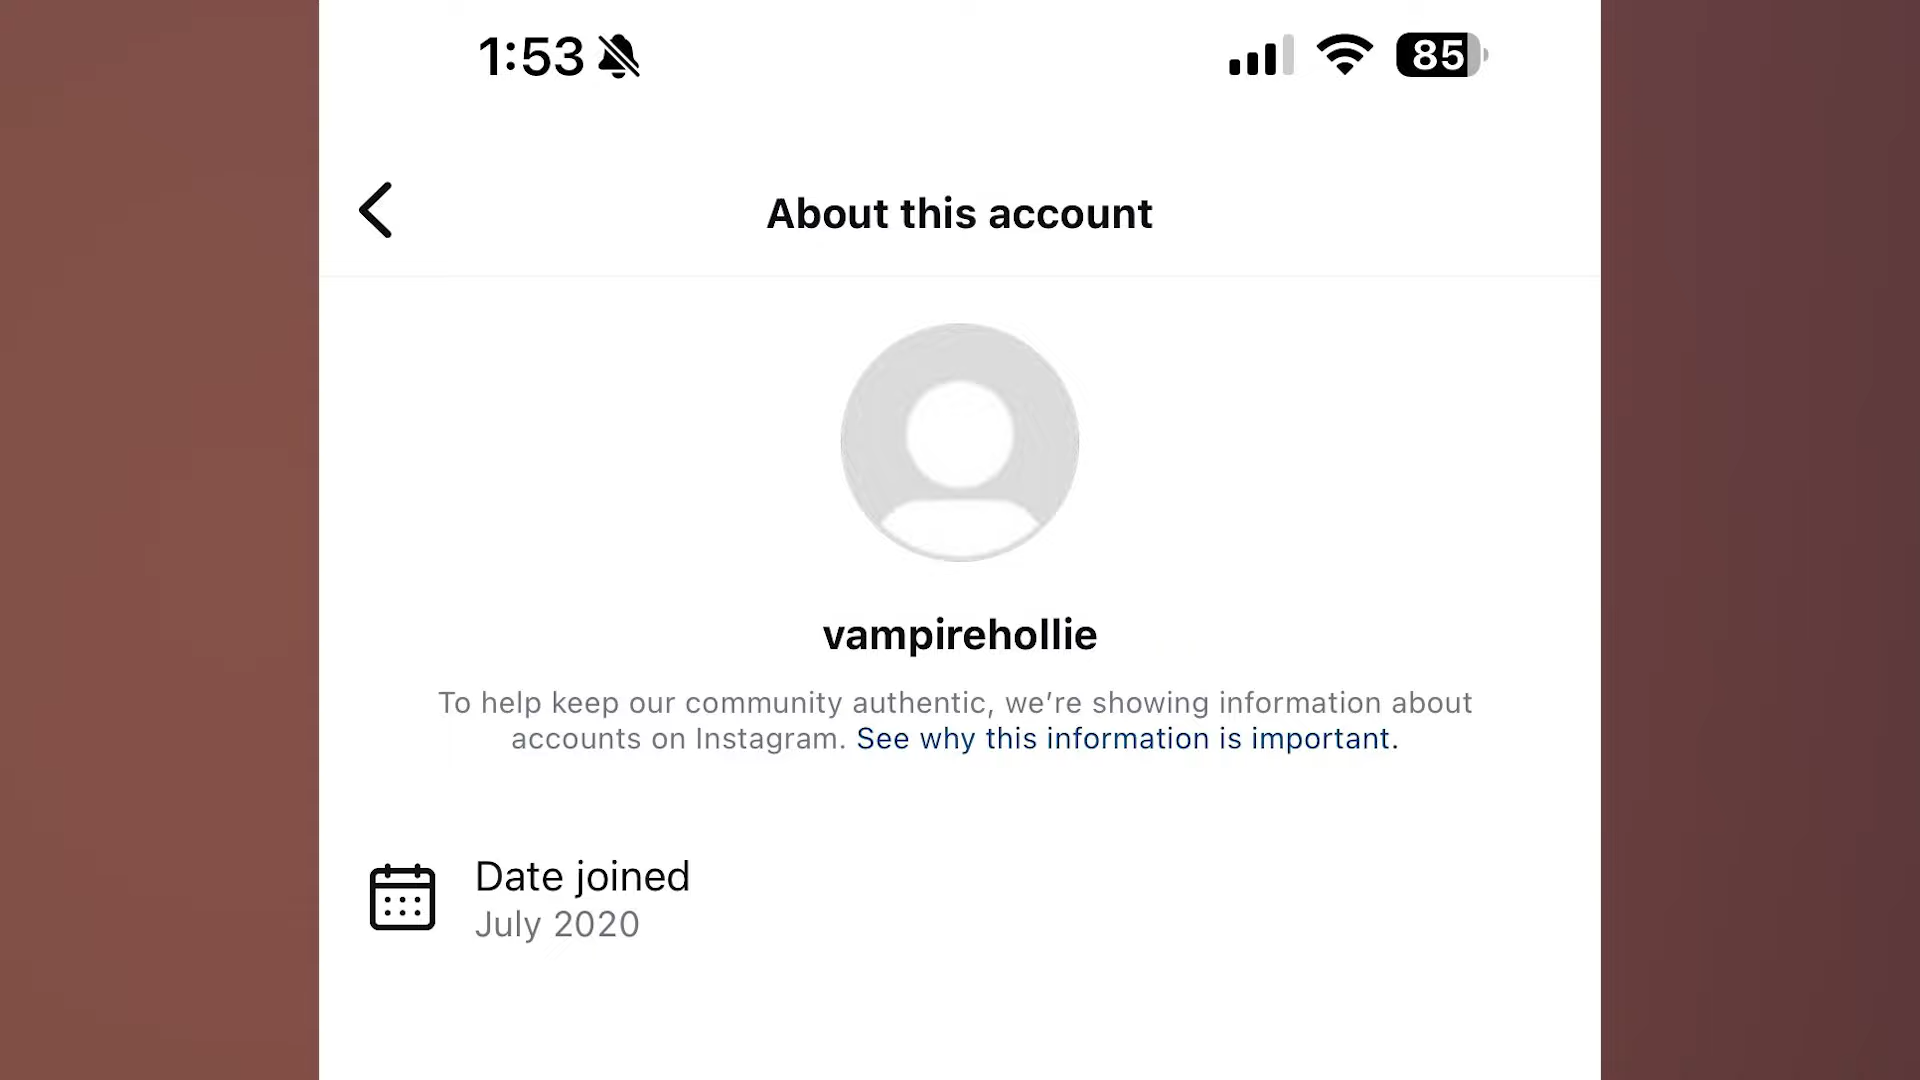 1:53
85
About this account
vampirehollie
To help keep our community authentic, we’re showing information about
accounts on Instagram. See why this information is important.
Date joined
July 2020